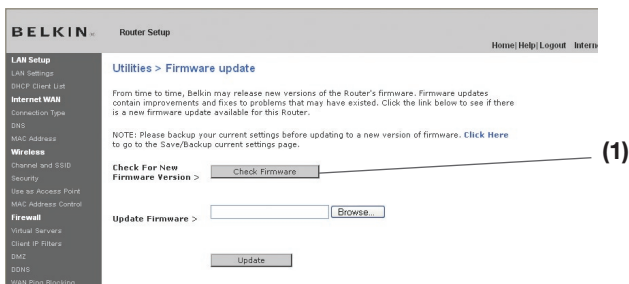 BELKIN®
Router Setup
Home|Help|Logout Intern
LAN Setup
LAN Settings
DHCP Client List
Internet WAN
Connection Type
DNS
MAC Address
Wireless
Channel and SSID
Security
Use as Access Point
MAC Address Control
Firewall
Virtual Servers
Client IP Filters
DMZ
DDNS
WAN Ping Blocking
Utilities > Firmware update
From time to time, Belkin may release new versions of the Router's firmware. Firmware updates
contain improvements and fixes to problems that may have existed. Click the link below to see if there
is a new firmware update available for this Router.
NOTE: Please backup your current settings before updating to a new version of firmware. Click Here
to go to the Save/Backup current settings page.
Check For New
Firmware Version >
Check Firmware
(1)
Update Firmware >
Browse...
Update